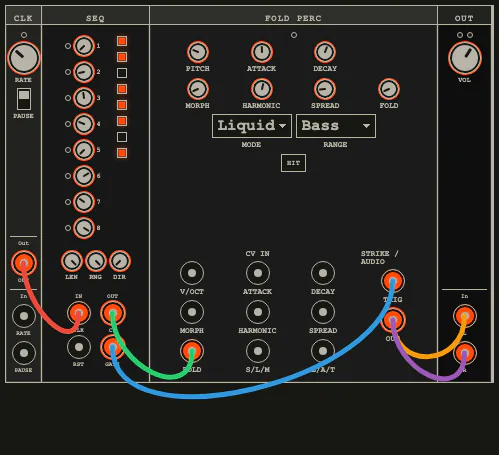 CLK
SEQ
FOLD PERC
OUT
RATE
PAUSE
1
2
3
4
5
6
7
8
PITCH
ATTACK
DECAY
VOL
MORPH
HARMONIC
SPREAD
FOLD
Liquid
Bass
MODE
RANGE
HIT
Out
LEN
RNG
DIR
In
RATE
PAUSE
IN
OUT
RST
CV IN
STRIKE /
AUDIO
V/OCT
ATTACK
DECAY
TRIG
MORPH
HARMONIC
SPREAD
OUT
S/L/M
In
R